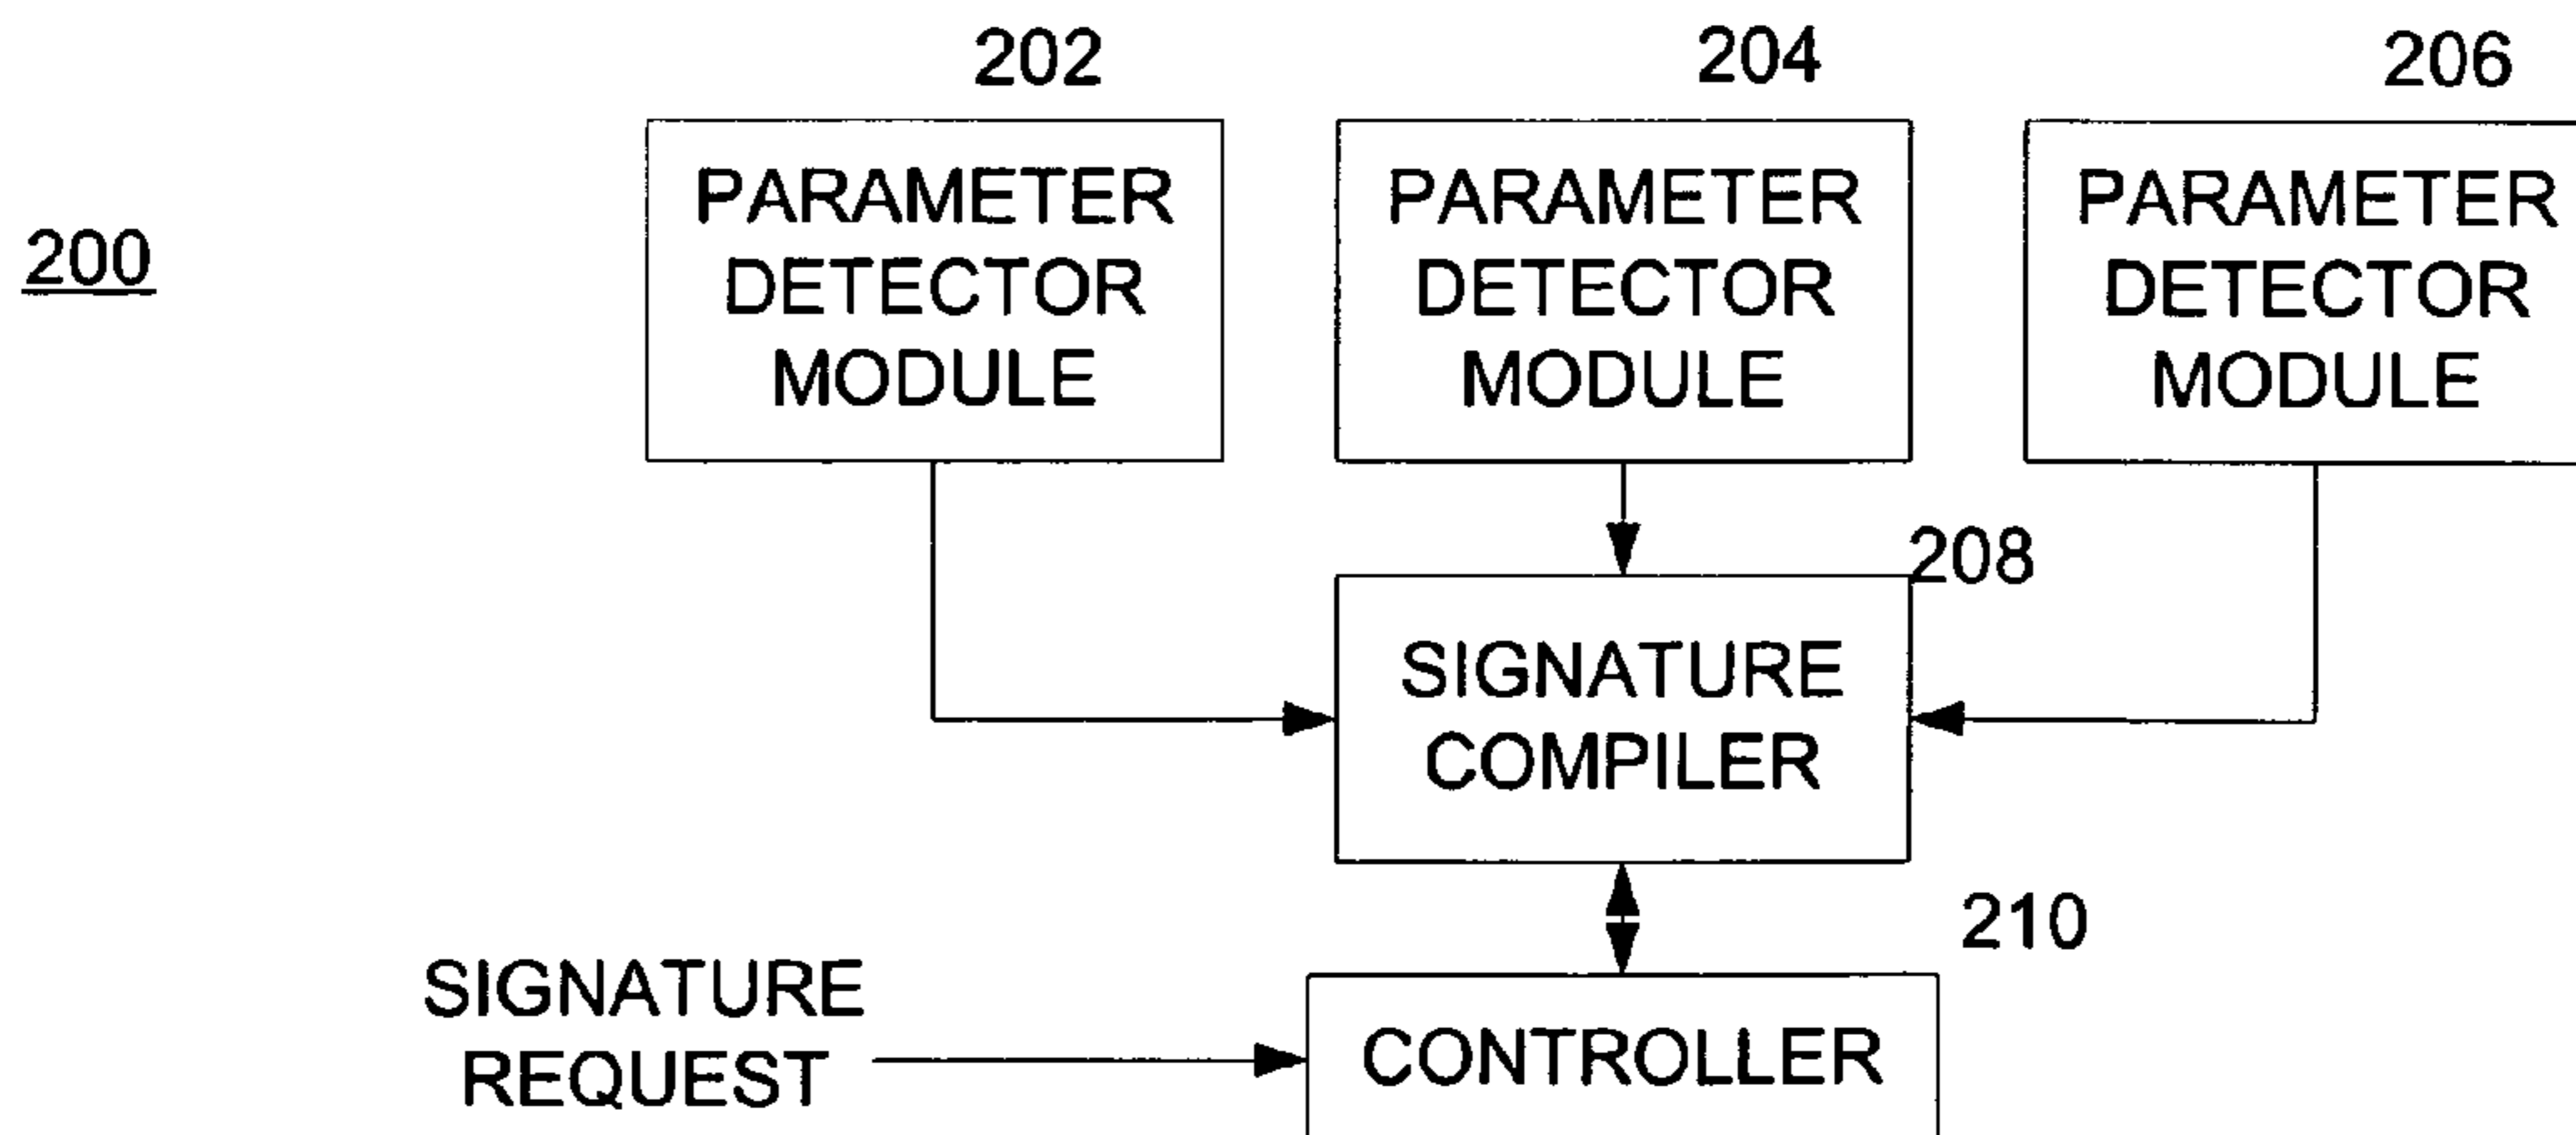 202
204
206
200
PARAMETER
DETECTOR
MODULE
PARAMETER
DETECTOR
MODULE
PARAMETER
DETECTOR
MODULE
208
SIGNATURE
COMPILER
210
SIGNATURE
REQUEST
CONTROLLER